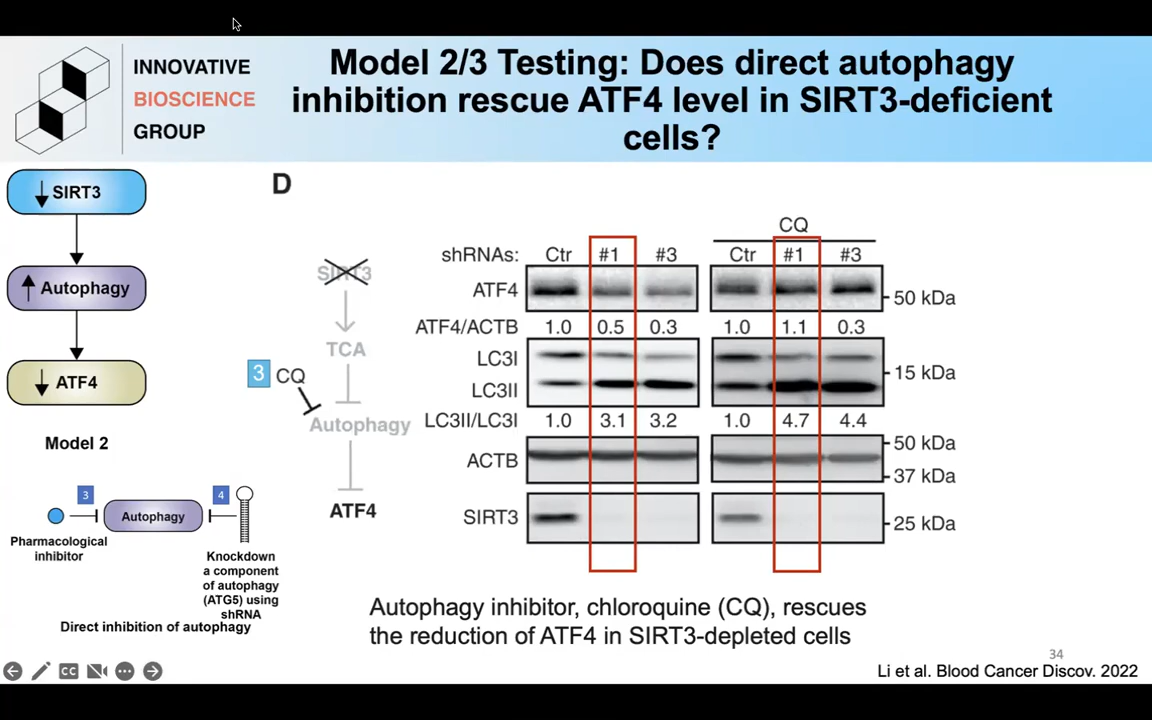 INNOVATIVE
BIOSCIENCE
GROUP
Model 2/3 Testing: Does direct autophagy
inhibition rescue ATF4 level in SIRT3-deficient
cells?
SIRT3
Autophagy
ATF4
Model 2
3
4
Autophagy
Pharmacological
inhibitor
Knockdown
a component
of autophagy
(ATG5) using
shRNA
Direct inhibition of autophagy
D
SIRT3
TCA
3 CQ
Autophagy
ATF4
CQ
shRNAs: Ctr #1 #3 Ctr #1 #3
ATF4
50 kDa
ATF4/ACTB 1.0 0.5 0.3 1.0 1.1 0.3
LC3I
15 kDa
LC3II
LC3II/LC3I 1.0 3.1 3.2 1.0 4.7 4.4
50 kDa
ACTB
37 kDa
SIRT3
25 kDa
Autophagy inhibitor, chloroquine (CQ), rescues
the reduction of ATF4 in SIRT3-depleted cells
34
Li et al. Blood Cancer Discov. 2022
CC